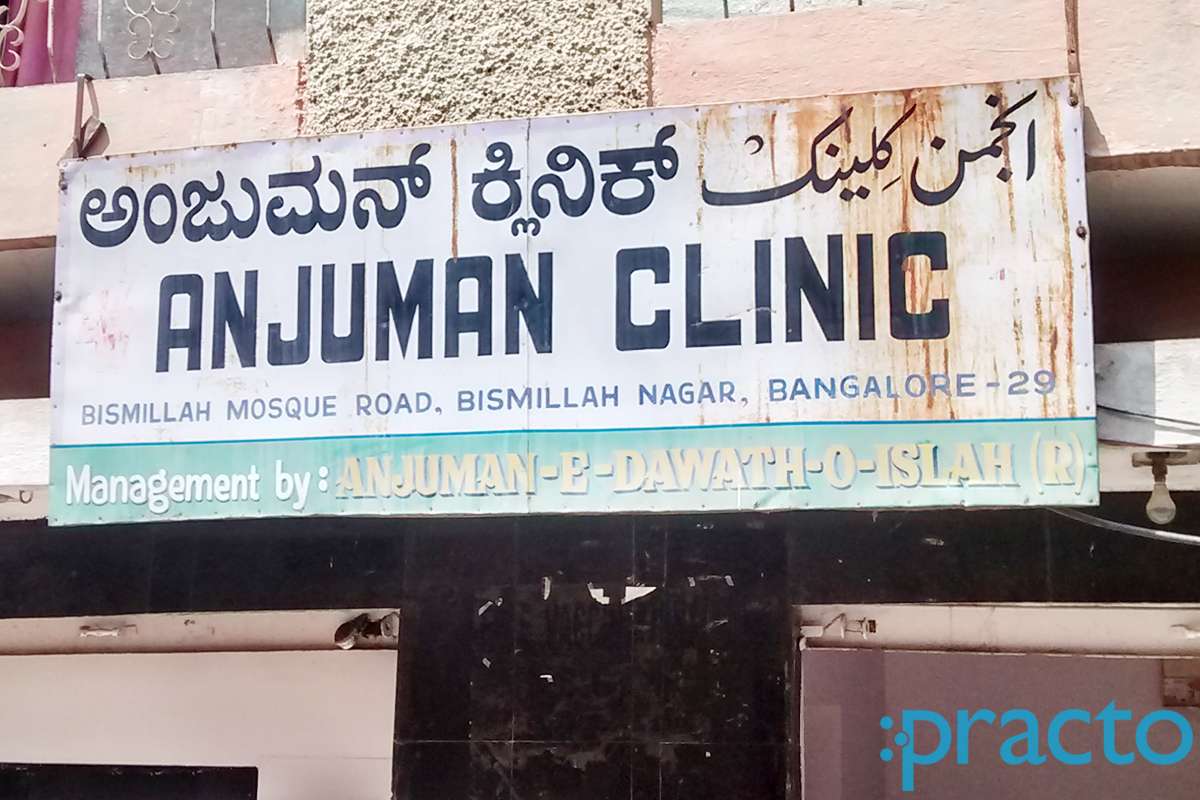 ಅಂಜುಮನ್ ಕ್ಲಿನಿಕ್ انجمن کلینک
ANJUMAN CLINIC
BISMILLAH MOSQUE ROAD, BISMILLAH NAGAR, BANGALORE - 29
Management by : ANJUMAN-E-DAWATH-O-ISLAH (R)
practo